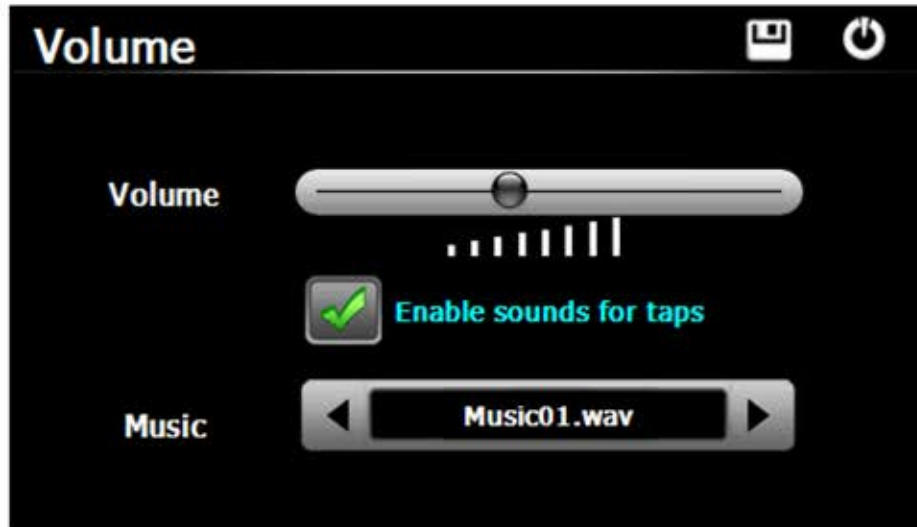 Volume
Volume
Enable sounds for taps
Music
Music01.wav